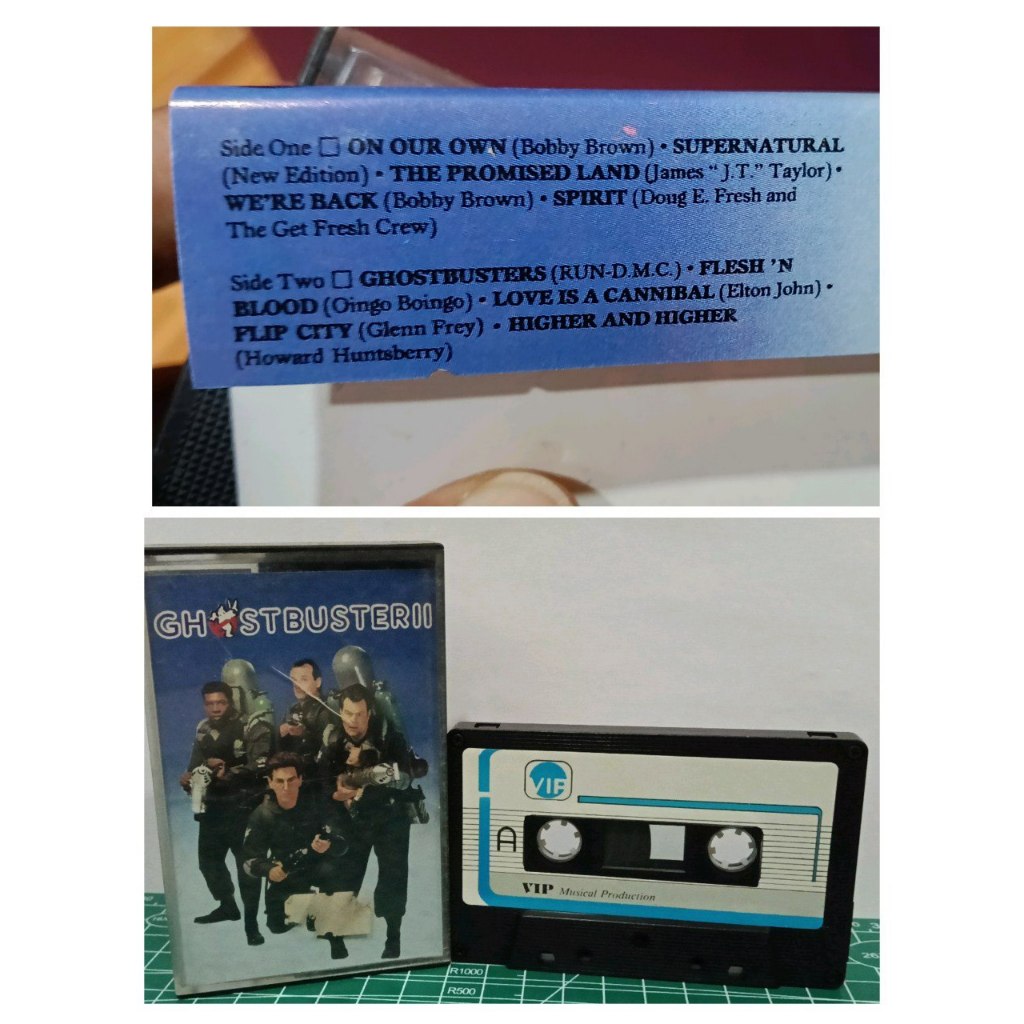 Side One □ ON OUR OWN (Bobby Brown) • SUPERNATURAL
(New Edition) • THE PROMISED LAND (James "J.T." Taylor) •
WE'RE BACK (Bobby Brown) • SPIRIT (Doug E. Fresh and
The Get Fresh Crew)
Side Two □ GHOSTBUSTERS (RUN-D.M.C.) • FLESH 'N
BLOOD (Oingo Boingo) • LOVE IS A CANNIBAL (Elton John) •
FLIP CITY (Glenn Frey) • HIGHER AND HIGHER
(Howard Huntsberry)
GHOSTBUSTERII
VIP
A
VIP Musical Production
R1000
R500